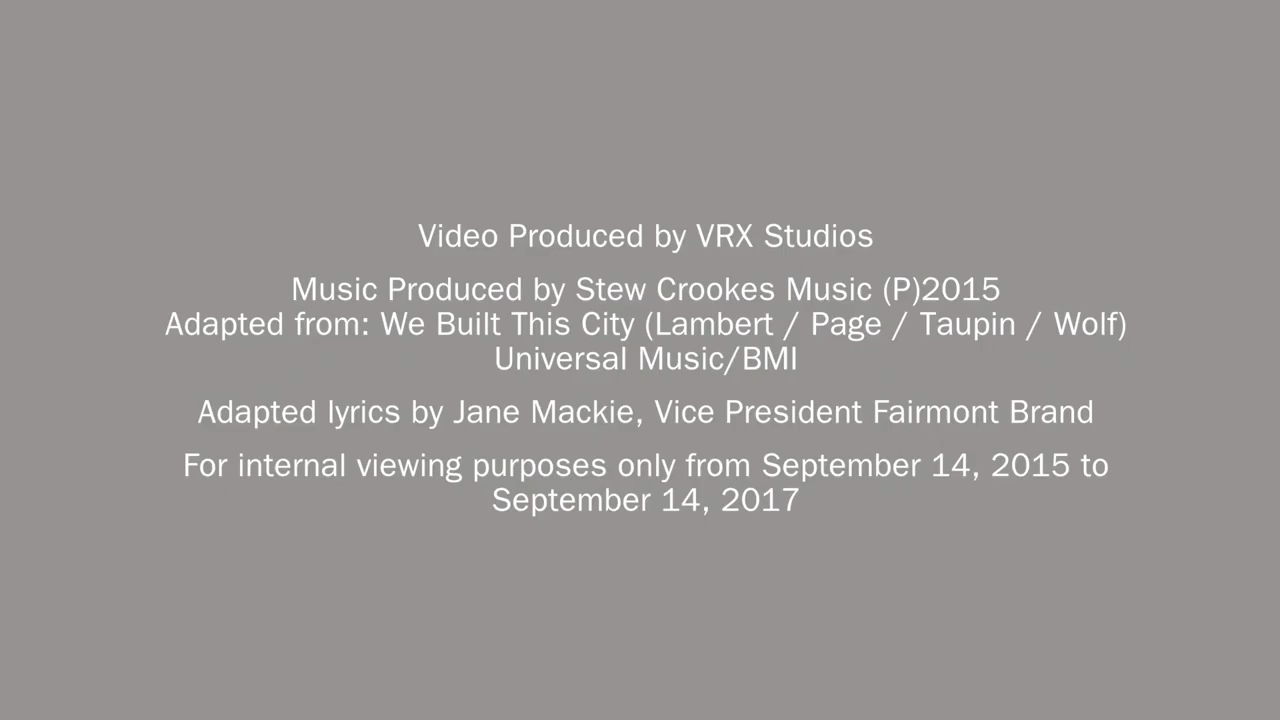 Video Produced by VRX Studios
Music Produced by Stew Crookes Music (P)2015
Adapted from: We Built This City (Lambert / Page / Taupin / Wolf)
Universal Music/BMI
Adapted lyrics by Jane Mackie, Vice President Fairmont Brand
For internal viewing purposes only from September 14, 2015 to
September 14, 2017